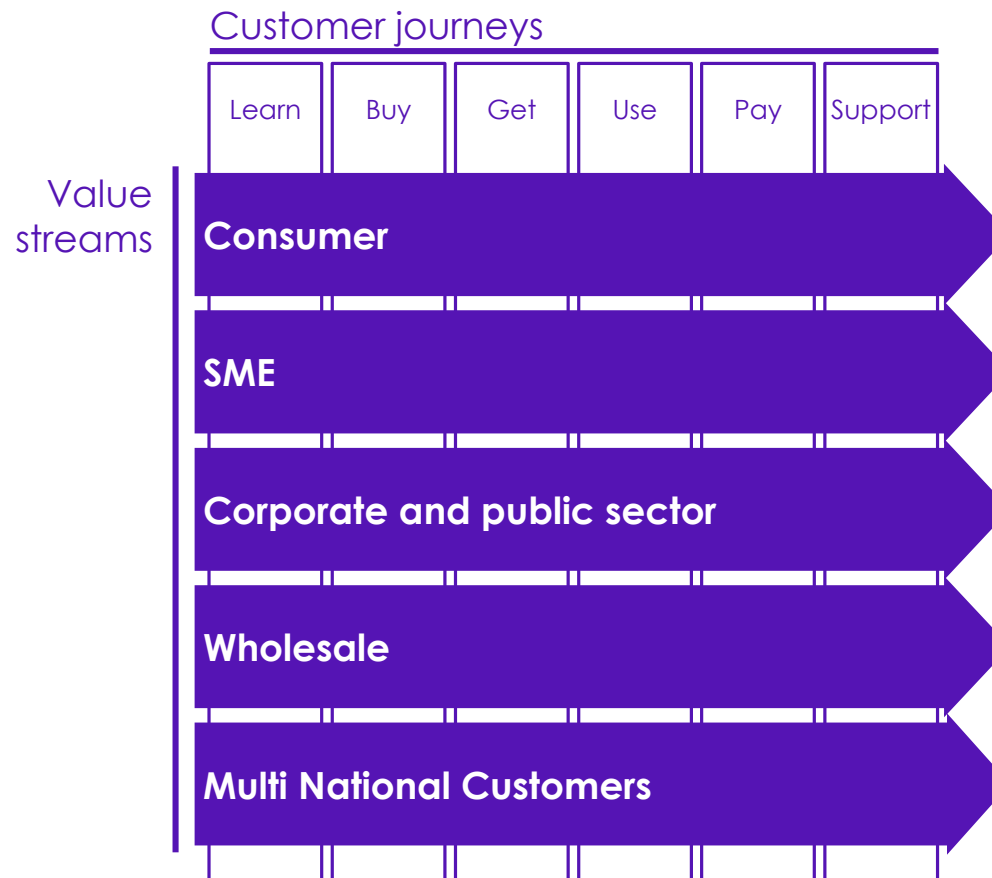 Customer journeys
Learn
Buy
Get
Use
Pay
Support
Value
streams
Consumer
SME
Corporate and public sector
Wholesale
Multi National Customers